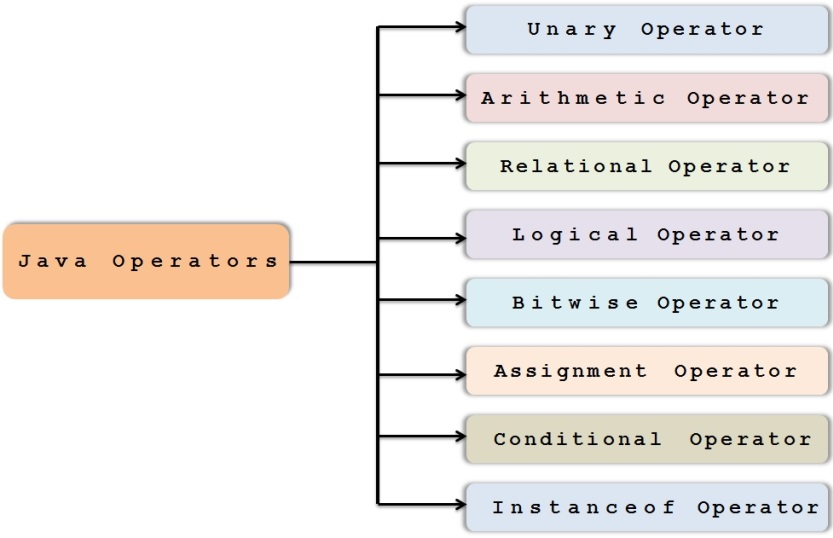 Java Operators
Unary Operator
Arithmetic Operator
Relational Operator
Logical Operator
Bitwise Operator
Assignment Operator
Conditional Operator
Instanceof Operator